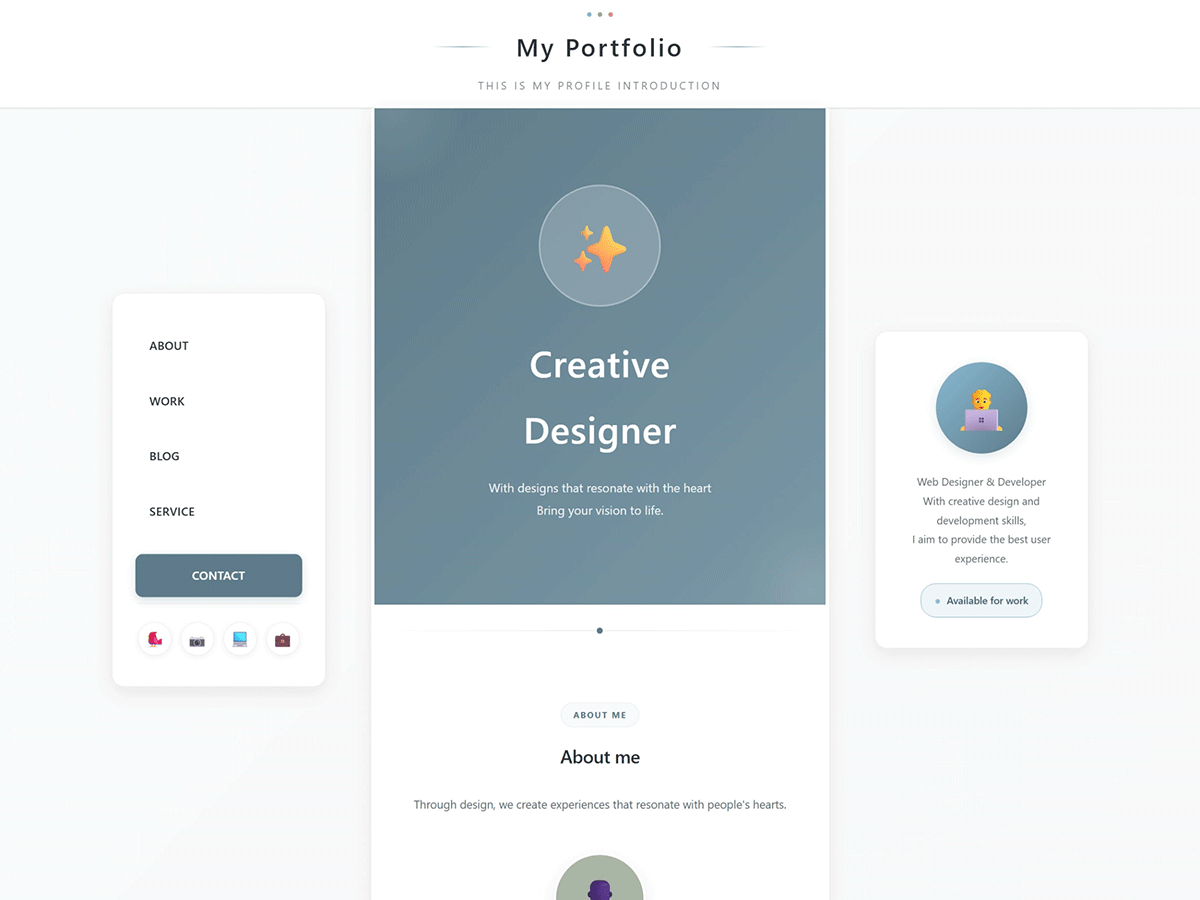 My Portfolio
THIS IS MY PROFILE INTRODUCTION
ABOUT
WORK
BLOG
SERVICE
CONTACT
Creative
Designer
With designs that resonate with the heart
Bring your vision to life.
ABOUT ME
About me
Through design, we create experiences that resonate with people's hearts.
Web Designer & Developer
With creative design and
development skills,
I aim to provide the best user
experience.
Available for work